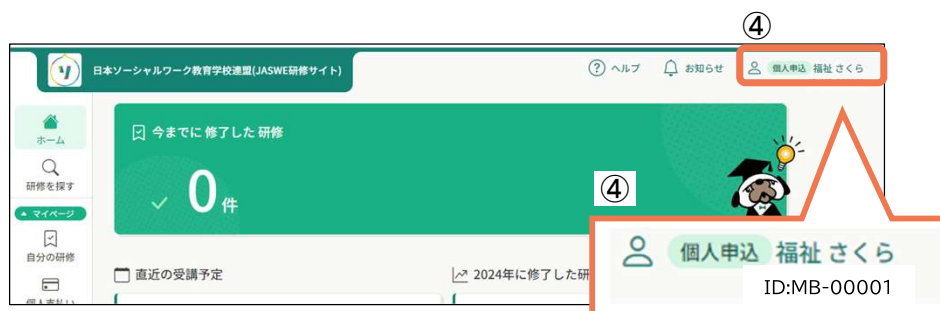 ④
日本ソーシャルワーク教育学校連盟(JASWE研修サイト)
ヘルプ
お知らせ
個人申込 福祉 さくら
ホーム
研修を探す
マイページ
自分の研修
個人支払い
今までに修了した研修
0件
直近の受講予定
2024年に修了した研
④
個人申込 福祉 さくら
ID:MB-00001